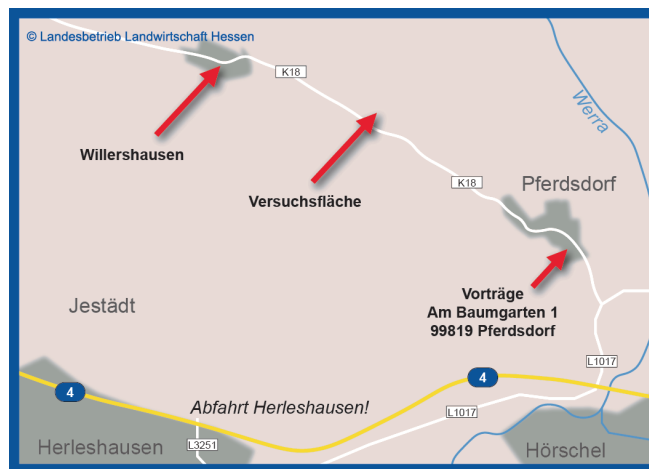 © Landesbetrieb Landwirtschaft Hessen
K18
Willershausen
Werra
Versuchsfläche
K18
Pferdsdorf
Vorträge
Am Baumgarten 1
99819 Pferdsdorf
Jestädt
L1017
4
4
Abfahrt Herleshausen!
L1017
L3251
Herleshausen
Hörschel